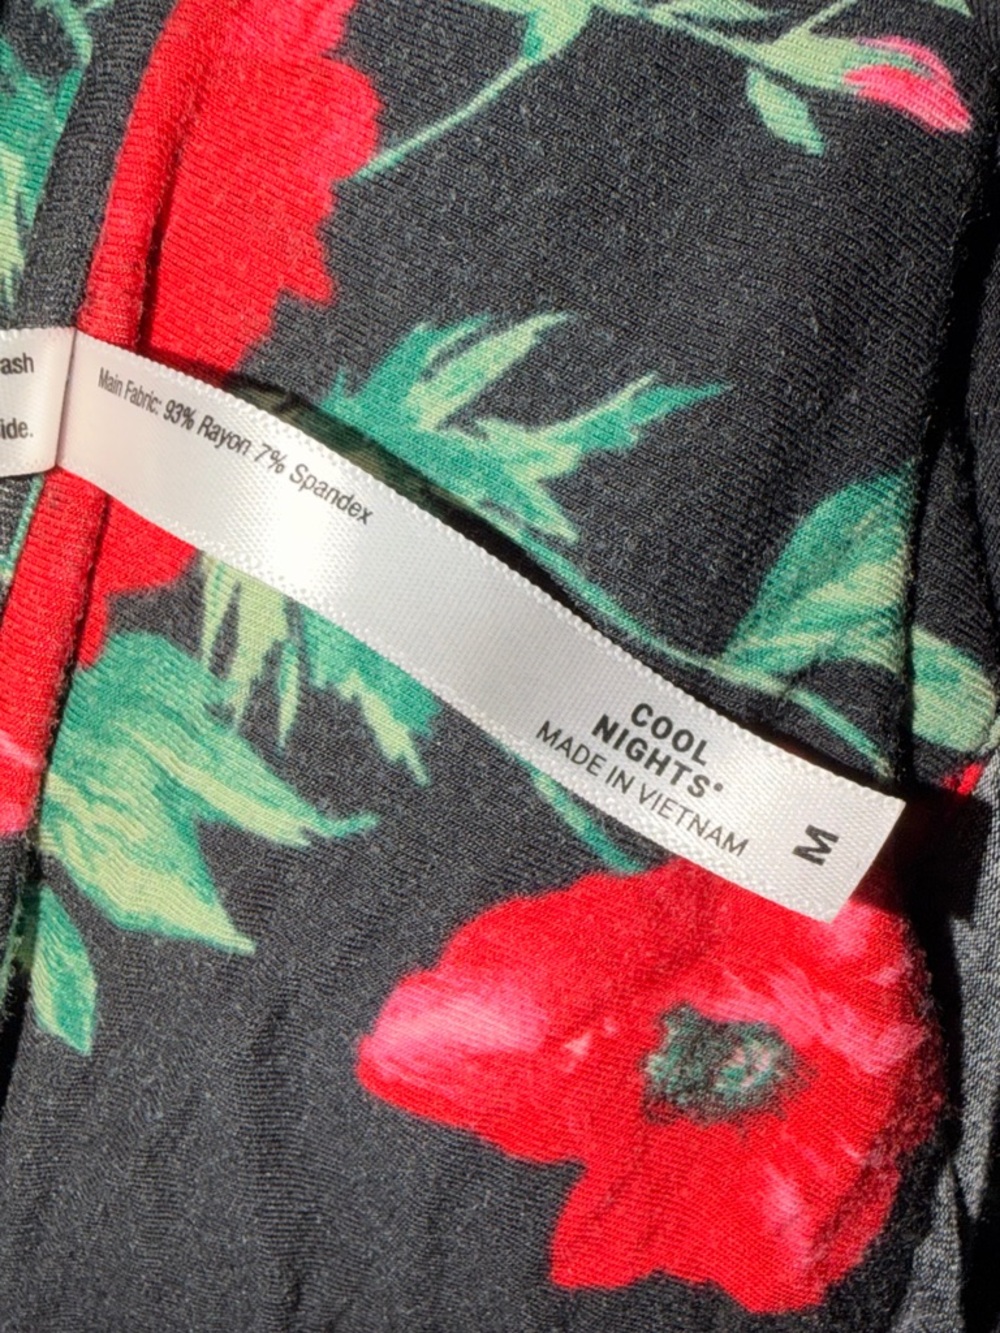 ash
ide.
Main Fabric: 93% Rayon 7% Spandex
COOL
NIGHTS®
MADE IN VIETNAM
M